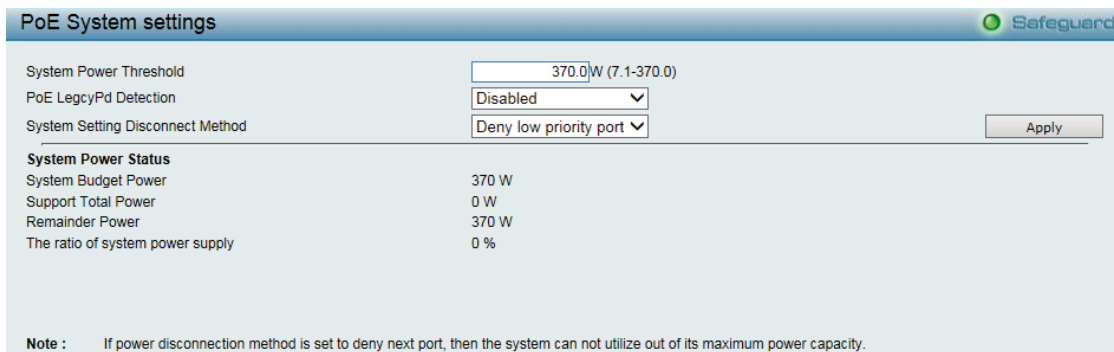 PoE System settings
Safeguard
System Power Threshold 370.0 W (7.1-370.0)
PoE LegcyPd Detection Disabled
System Setting Disconnect Method Deny low priority port Apply
System Power Status
System Budget Power 370 W
Support Total Power 0 W
Remainder Power 370 W
The ratio of system power supply 0 %
Note : If power disconnection method is set to deny next port, then the system can not utilize out of its maximum power capacity.